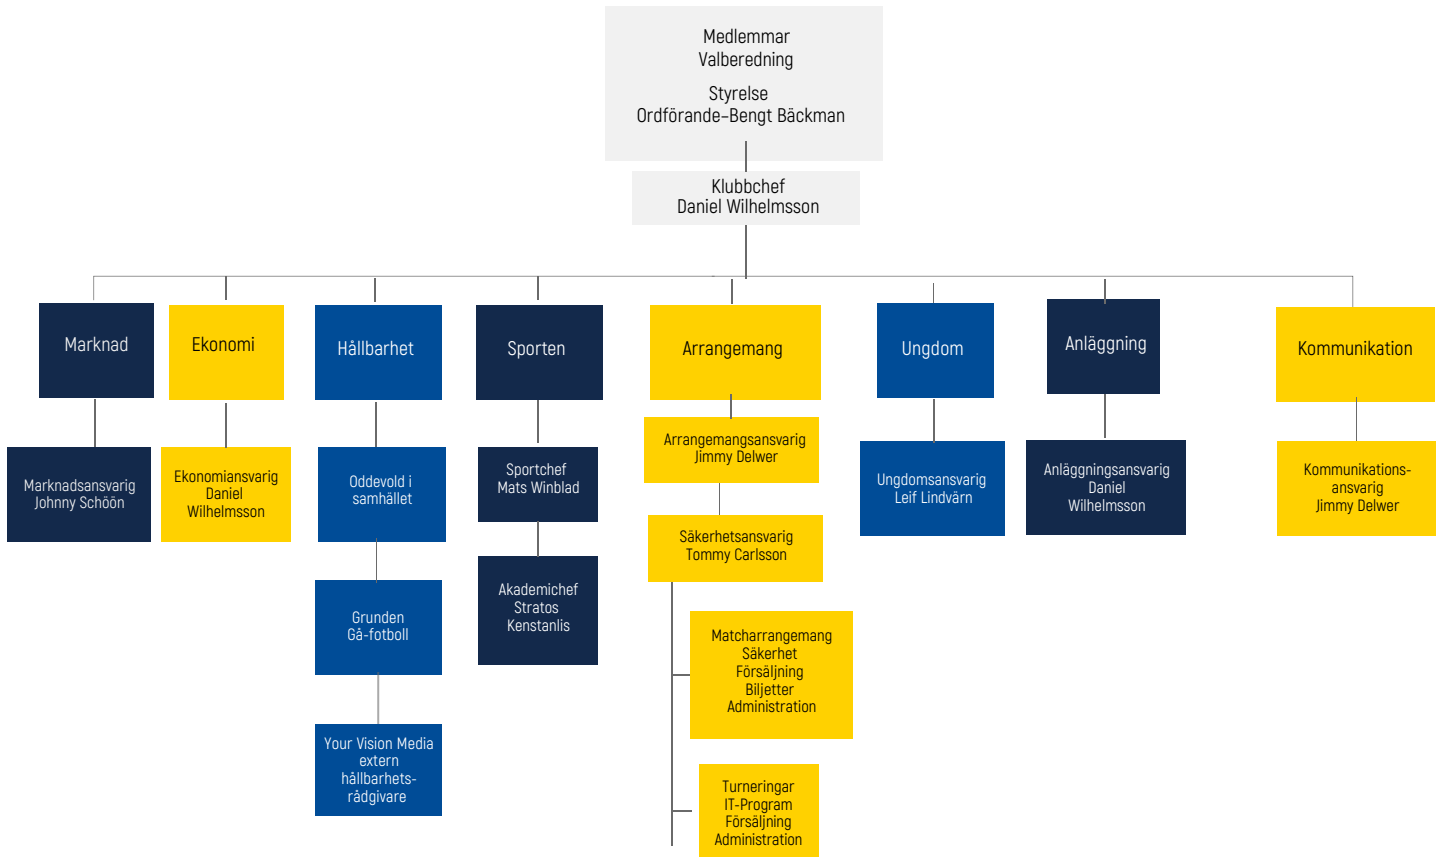 Medlemmar
Valberedning
Styrelse
Ordförande-Bengt Bäckman
Klubbchef
Daniel Wilhelmsson
Marknad
Ekonomi
Hållbarhet
Sporten
Arrangemang
Ungdom
Anläggning
Kommunikation
Marknadsansvarig
Johnny Schöön
Ekonomiansvarig
Daniel
Wilhelmsson
Oddevold i
samhället
Grunden
Gå-fotboll
Your Vision Media
extern
hållbarhets-
rådgivare
Sportchef
Mats Winblad
Akademichef
Stratos
Kenstanlis
Arrangemangsansvarig
Jimmy Delwer
Säkerhetsansvarig
Tommy Carlsson
Matcharrangemang
Säkerhet
Försäljning
Biljetter
Administration
Turneringar
IT-Program
Försäljning
Administration
Ungdomsansvarig
Leif Lindvärn
Anläggningsansvarig
Daniel
Wilhelmsson
Kommunikations-
ansvarig
Jimmy Delwer